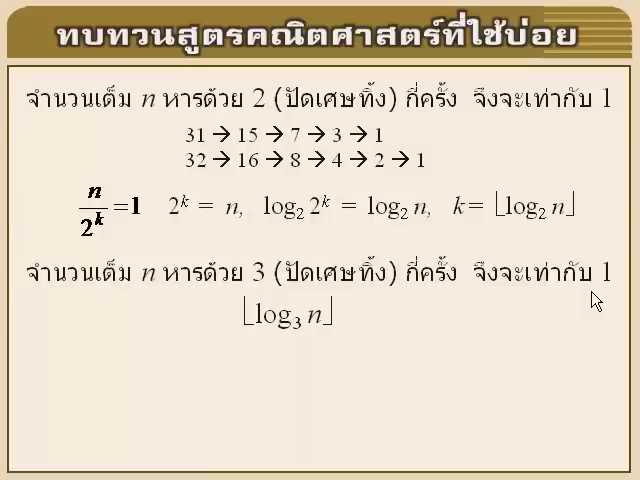 ทบทวนสูตรคณิตศาสตร์ที่ใช้บ่อย
จำนวนเต็ม n หารด้วย 2 (ปัดเศษทิ้ง) กี่ครั้ง จึงจะเท่ากับ 1
31 → 15 → 7 → 3 → 1
32 → 16 → 8 → 4 → 2 → 1
n/2ᵏ = 1 2ᵏ = n, log₂ 2ᵏ = log₂ n, k = ⌊log₂ n⌋
จำนวนเต็ม n หารด้วย 3 (ปัดเศษทิ้ง) กี่ครั้ง จึงจะเท่ากับ 1
⌊log₃ n⌋